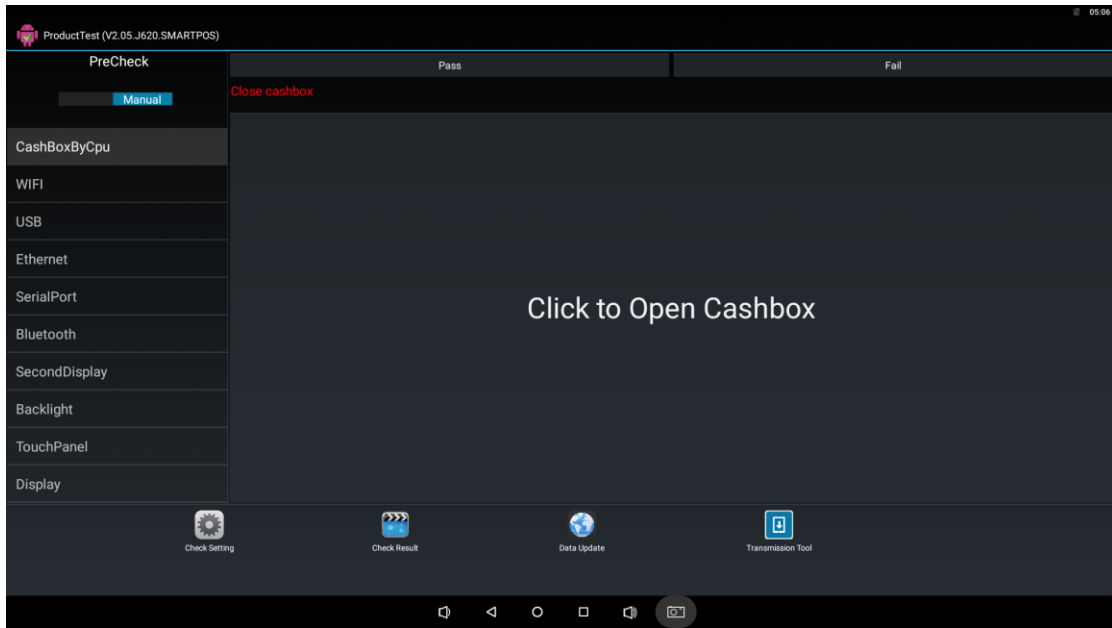 05:06
ProductTest (V2.05.J620.SMARTPOS)
PreCheck
Manual
Pass
Fail
Close cashbox
CashBoxByCpu
WIFI
USB
Ethernet
SerialPort
Bluetooth
SecondDisplay
Backlight
TouchPanel
Display
Click to Open Cashbox
Check Setting
Check Result
Data Update
Transmission Tool